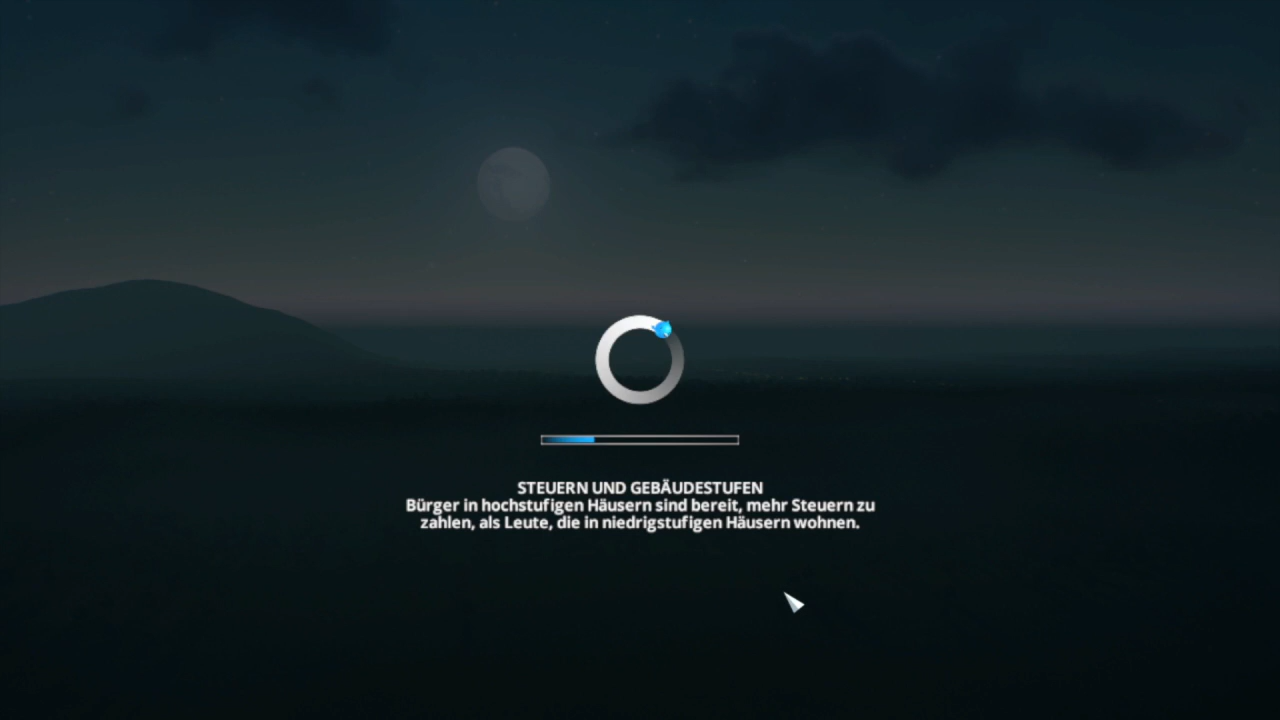 STEUERN UND GEBÄUDESTUFEN
Bürger in hochstufigen Häusern sind bereit, mehr Steuern zu
zahlen, als Leute, die in niedrigstufigen Häusern wohnen.